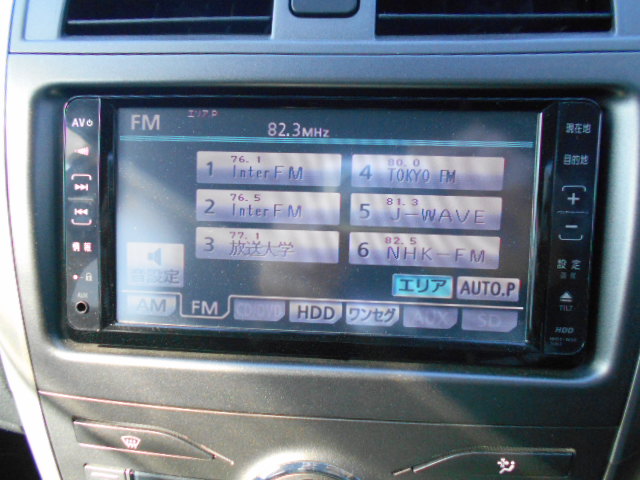 AV
FM エリア P
82.3MHz
現在地
目的地
1 76.1 InterFM
4 80.0 TOKYO FM
2 76.5 InterFM
5 81.3 J-WAVE
3 77.1 放送大学
6 82.5 NHK-FM
情報
音設定
設定
エリア AUTO.P
AM FM CD/DVD HDD ワンセグ AUX SD
AUX
TILT
HDD